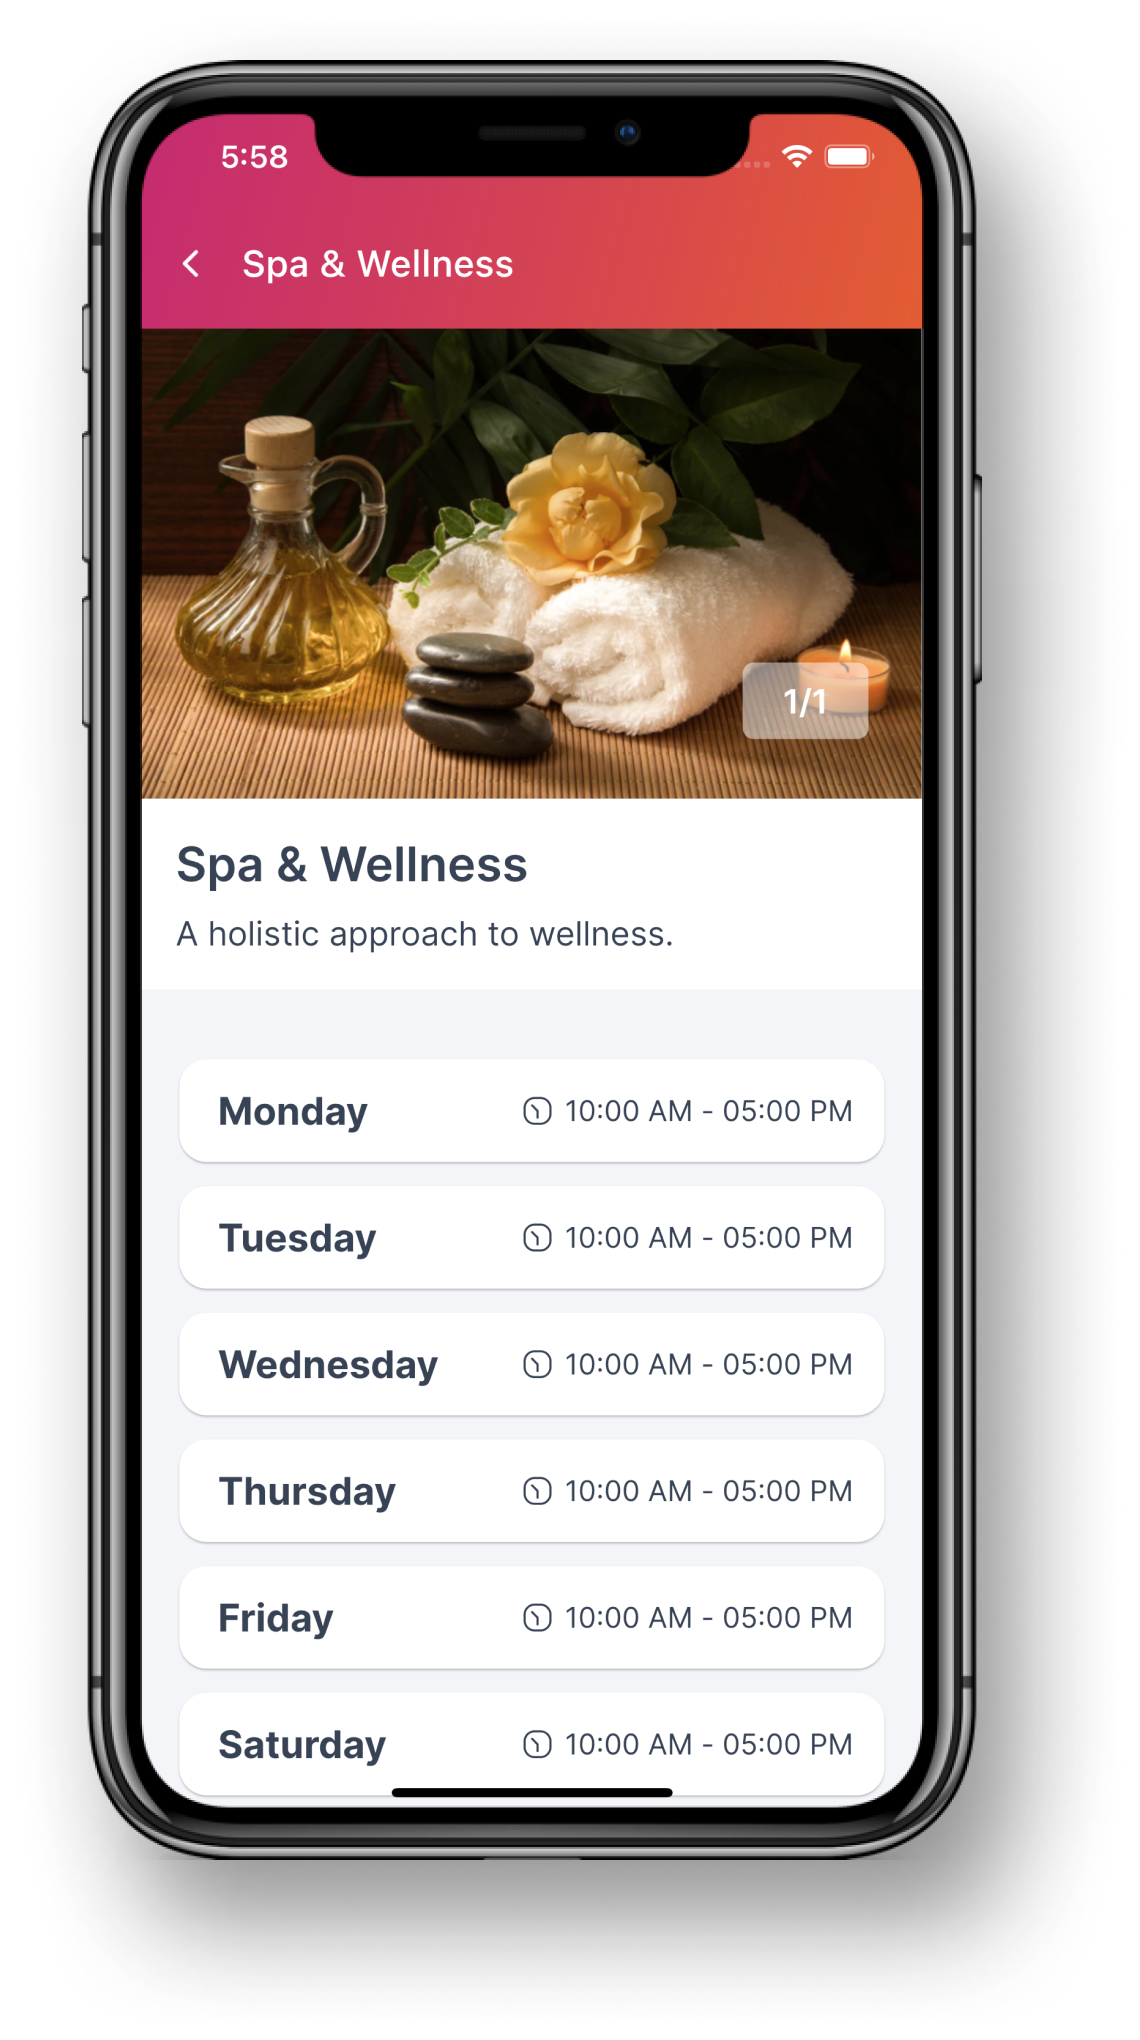 5:58
Spa & Wellness
1/1
Spa & Wellness
A holistic approach to wellness.
Monday 10:00 AM - 05:00 PM
Tuesday 10:00 AM - 05:00 PM
Wednesday 10:00 AM - 05:00 PM
Thursday 10:00 AM - 05:00 PM
Friday 10:00 AM - 05:00 PM
Saturday 10:00 AM - 05:00 PM